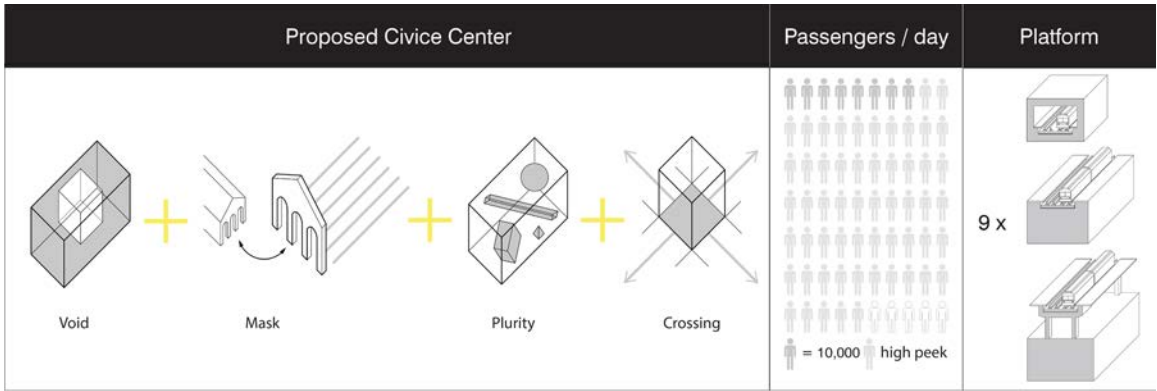 Proposed Civice Center
Passengers / day
Platform
Void
Mask
Plurity
Crossing
= 10,000 high peek
9 x